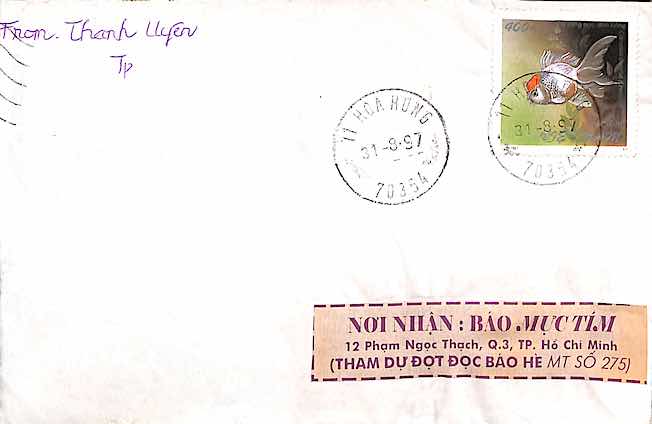 From. Thanh Uyên
Tp
400đ
11 HOA HUNG
31-8-97
70354
11 H
31-8-97
70354
NƠI NHẬN : BÁO MỰC TÍM
12 Phạm Ngọc Thạch, Q.3, TP. Hồ Chí Minh
(THAM DỰ ĐỢT ĐỌC BÁO HÈ MT SỐ 275)